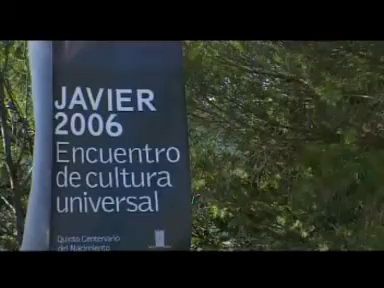 JAVIER
2006
Encuentro
de cultura
universal
Quinto Centenario
del Nacimiento